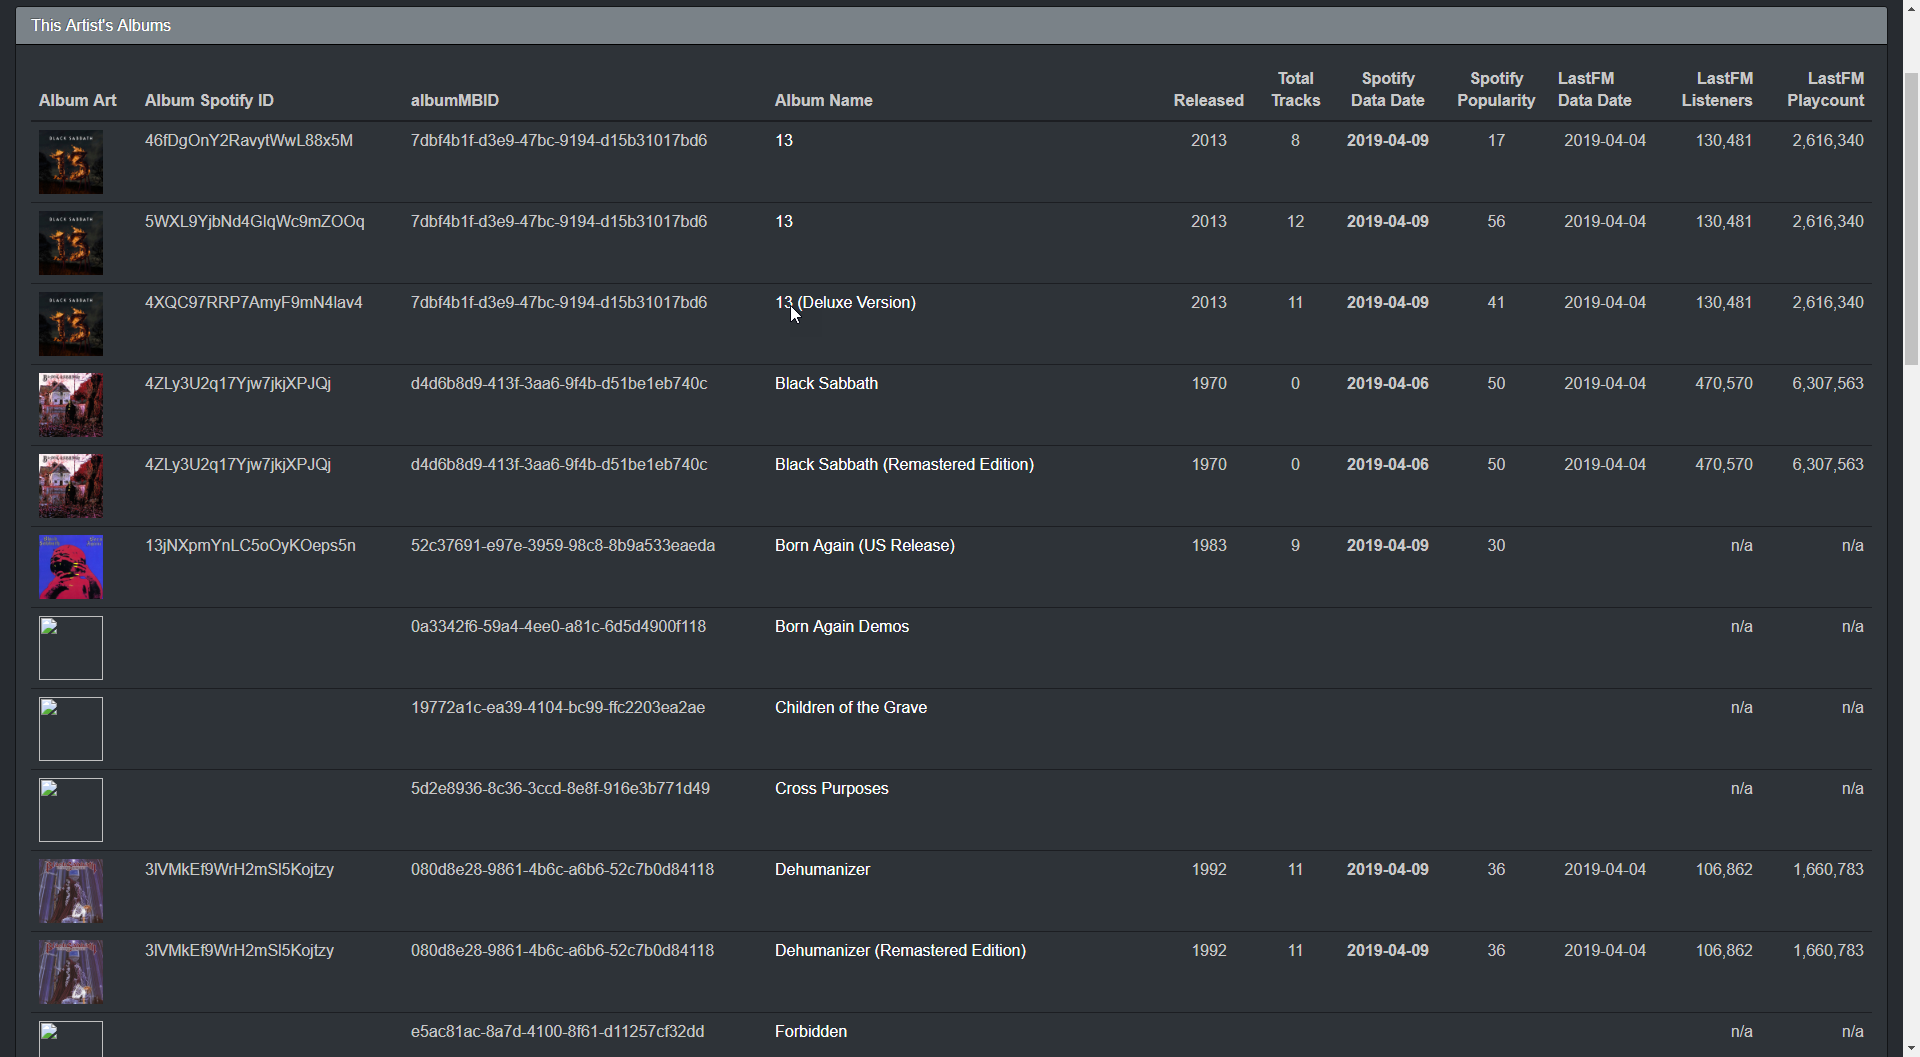 This Artist's Albums
Album Art Album Spotify ID albumMBID Album Name Released Total Tracks Spotify Data Date Spotify Popularity LastFM Data Date LastFM Listeners LastFM Playcount
BLACK SABBATH 13 46fDgOnY2RavytWwL88x5M 7dbf4b1f-d3e9-47bc-9194-d15b31017bd6 13 2013 8 2019-04-09 17 2019-04-04 130,481 2,616,340
BLACK SABBATH 13 5WXL9YjbNd4GlqWc9mZOOq 7dbf4b1f-d3e9-47bc-9194-d15b31017bd6 13 2013 12 2019-04-09 56 2019-04-04 130,481 2,616,340
BLACK SABBATH 13 4XQC97RRP7AmyF9mN4lav4 7dbf4b1f-d3e9-47bc-9194-d15b31017bd6 13 (Deluxe Version) 2013 11 2019-04-09 41 2019-04-04 130,481 2,616,340
4ZLy3U2q17Yjw7jkjXPJQj d4d6b8d9-413f-3aa6-9f4b-d51be1eb740c Black Sabbath 1970 0 2019-04-06 50 2019-04-04 470,570 6,307,563
4ZLy3U2q17Yjw7jkjXPJQj d4d6b8d9-413f-3aa6-9f4b-d51be1eb740c Black Sabbath (Remastered Edition) 1970 0 2019-04-06 50 2019-04-04 470,570 6,307,563
13jNXpmYnLC5oOyKOeps5n 52c37691-e97e-3959-98c8-8b9a533eaeda Born Again (US Release) 1983 9 2019-04-09 30 n/a n/a
0a3342f6-59a4-4ee0-a81c-6d5d4900f118 Born Again Demos n/a n/a
19772a1c-ea39-4104-bc99-ffc2203ea2ae Children of the Grave n/a n/a
5d2e8936-8c36-3ccd-8e8f-916e3b771d49 Cross Purposes n/a n/a
3IVMkEf9WrH2mSl5Kojtzy 080d8e28-9861-4b6c-a6b6-52c7b0d84118 Dehumanizer 1992 11 2019-04-09 36 2019-04-04 106,862 1,660,783
3IVMkEf9WrH2mSl5Kojtzy 080d8e28-9861-4b6c-a6b6-52c7b0d84118 Dehumanizer (Remastered Edition) 1992 11 2019-04-09 36 2019-04-04 106,862 1,660,783
e5ac81ac-8a7d-4100-8f61-d11257cf32dd Forbidden n/a n/a